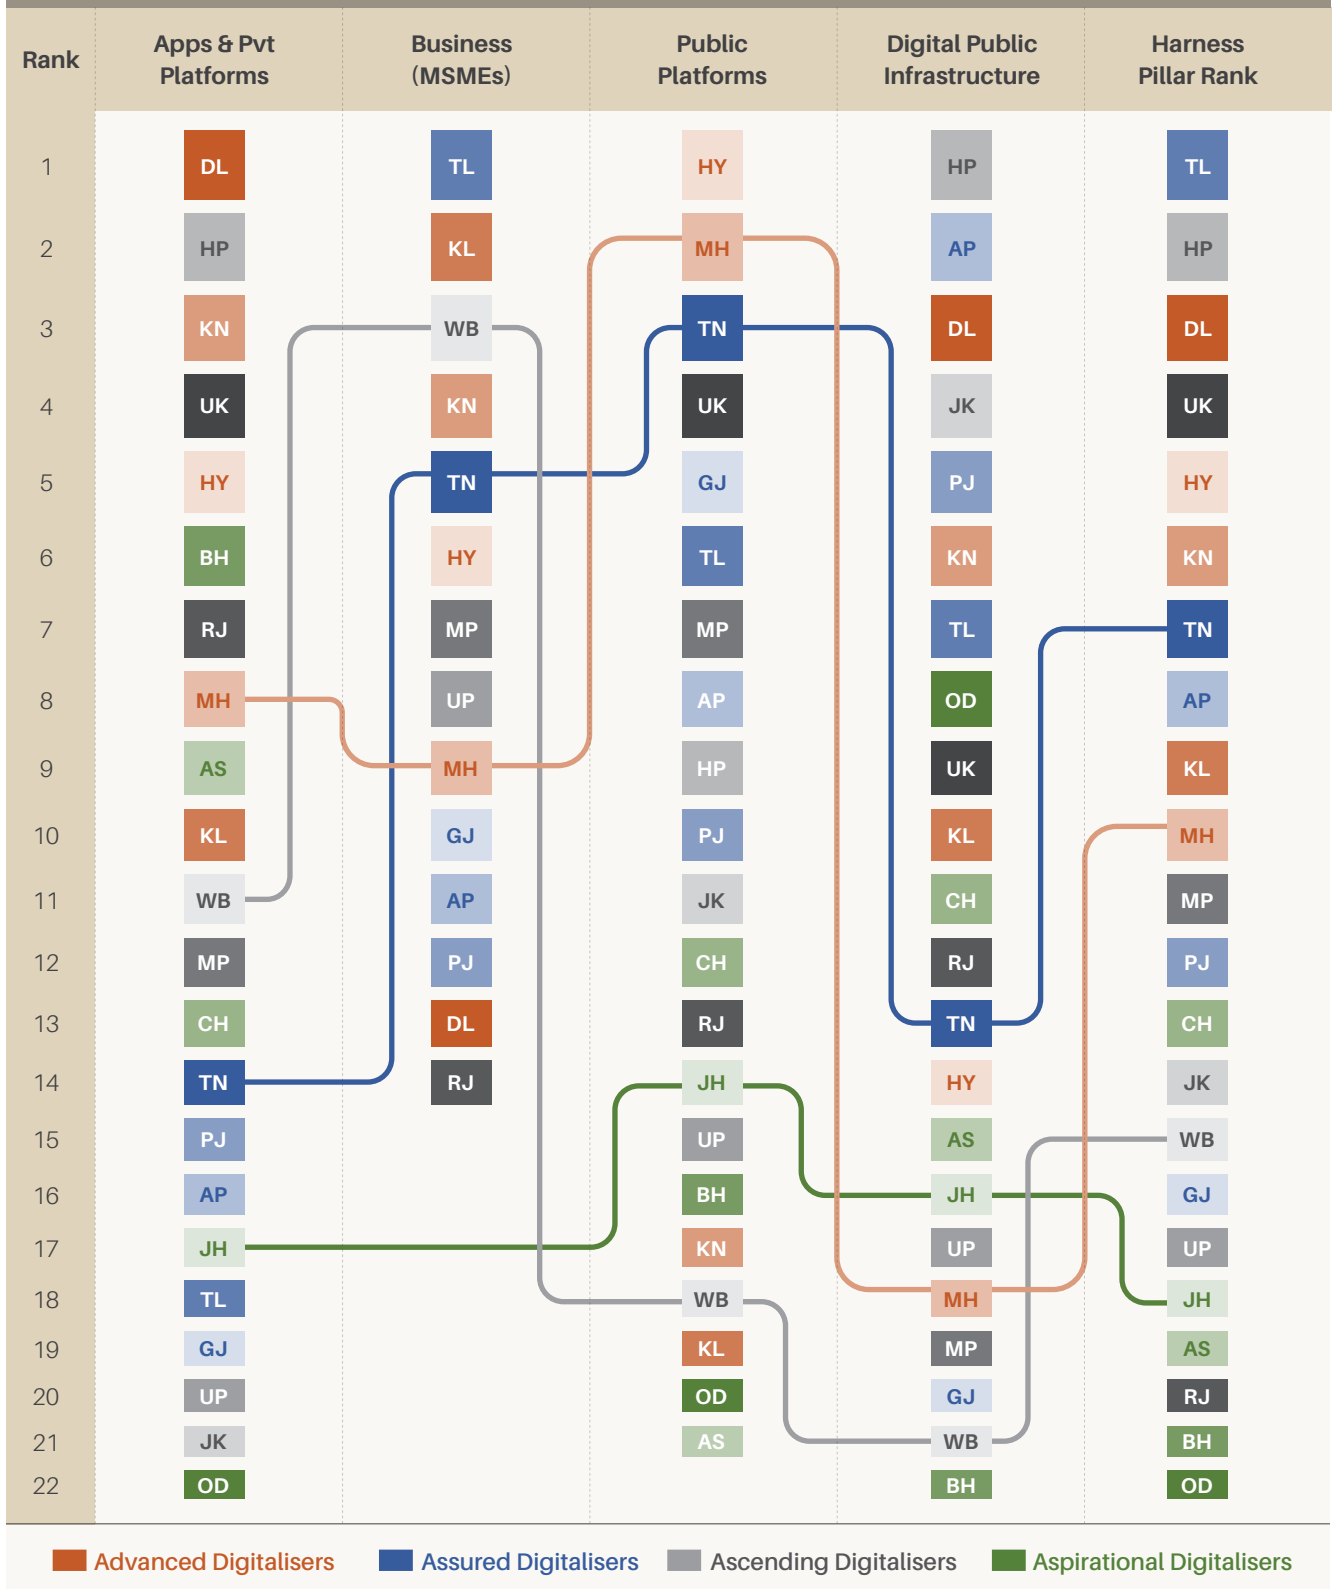 Rank
Apps & Pvt
Platforms
Business
(MSMEs)
Public
Platforms
Digital Public
Infrastructure
Harness
Pillar Rank
1 DL TL HY HP TL
2 HP KL MH AP HP
3 KN WB TN DL DL
4 UK KN UK JK UK
5 HY TN GJ PJ HY
6 BH HY TL KN KN
7 RJ MP MP TL TN
8 MH UP AP OD AP
9 AS MH HP UK KL
10 KL GJ PJ KL MH
11 WB AP JK CH MP
12 MP PJ CH RJ PJ
13 CH DL RJ TN CH
14 TN RJ JH HY JK
15 PJ UP AS WB
16 AP BH JH GJ
17 JH KN UP UP
18 TL WB MH JH
19 GJ KL MP AS
20 UP OD GJ RJ
21 JK AS WB BH
22 OD BH OD
Advanced Digitalisers Assured Digitalisers Ascending Digitalisers Aspirational Digitalisers